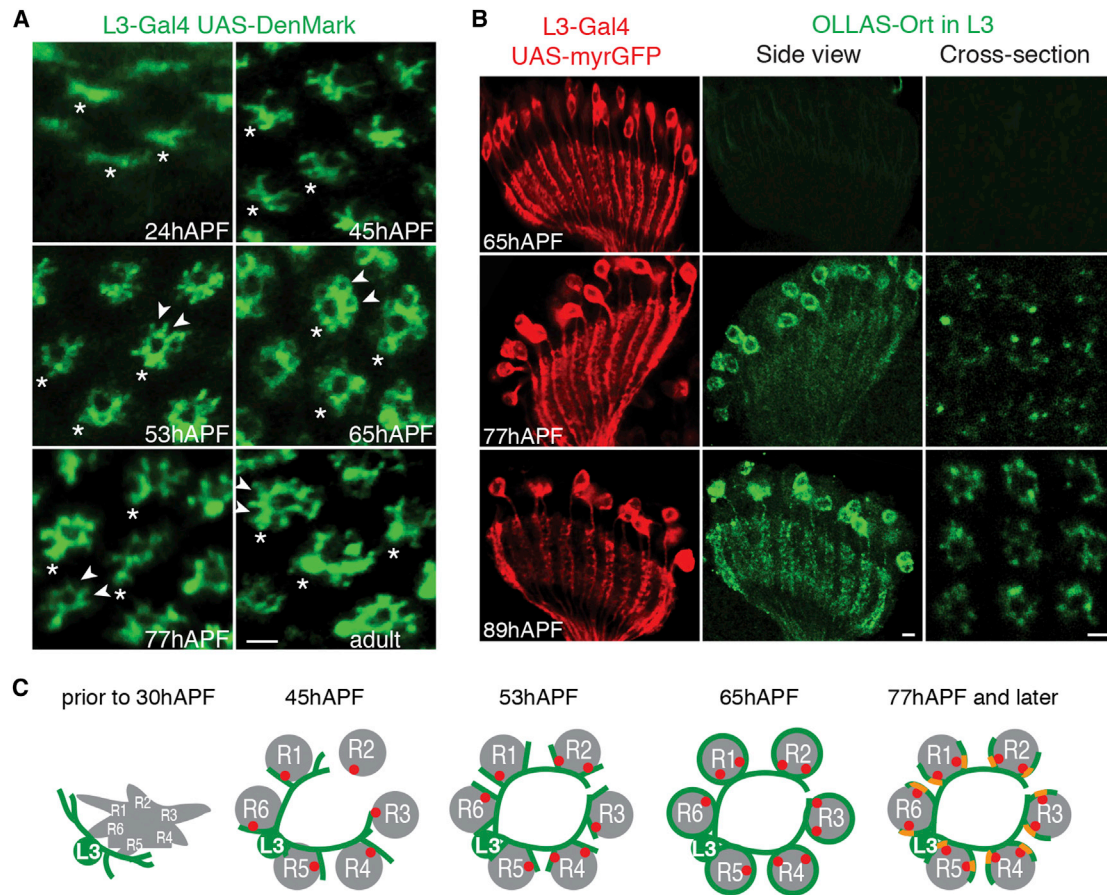 A
L3-Gal4 UAS-DenMark
* * * 24hAPF
* * * * 45hAPF
* * * 53hAPF
* * * 65hAPF
* * * 77hAPF
* * * adult
B
L3-Gal4
UAS-myrGFP
OLLAS-Ort in L3
Side view
Cross-section
65hAPF
77hAPF
89hAPF
C
prior to 30hAPF
R1 R2 R3 R4 R5 R6 L3
45hAPF
R1 R2 R3 R4 R5 R6 L3
53hAPF
R1 R2 R3 R4 R5 R6 L3
65hAPF
R1 R2 R3 R4 R5 R6 L3
77hAPF and later
R1 R2 R3 R4 R5 R6 L3